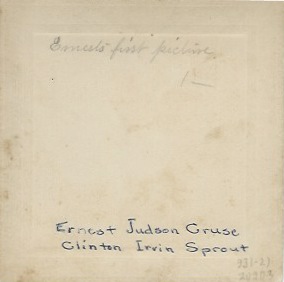 Ernest's first picture
Ernest Judson Cruse
Clinton Irvin Sprout